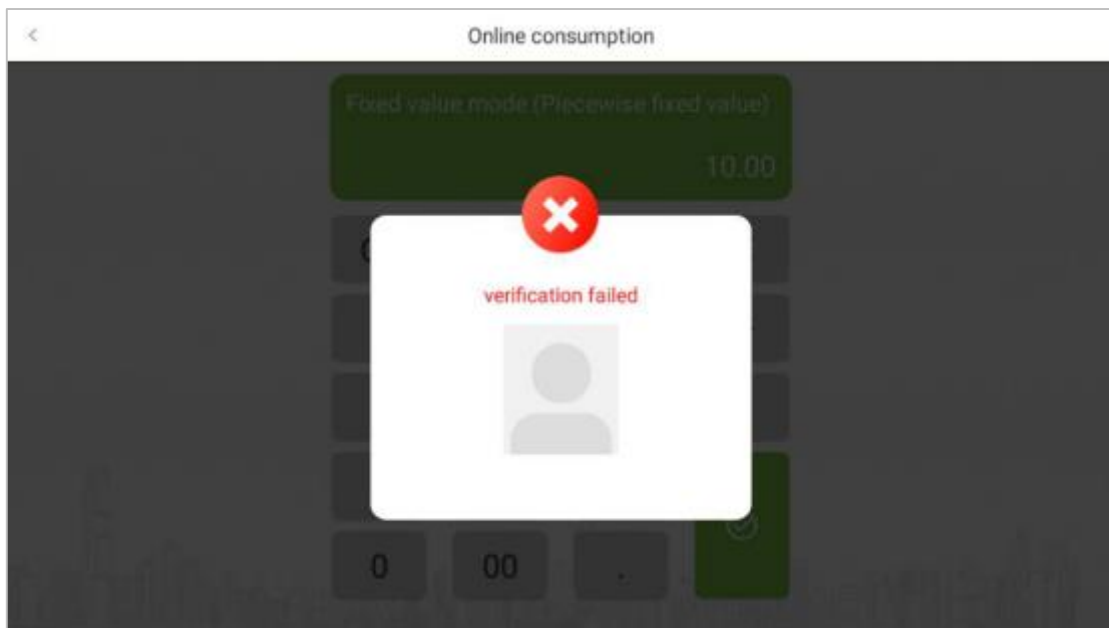 Online consumption
Fixed value mode (Piecewise fixed value)
10.00
verification failed
0 00 .